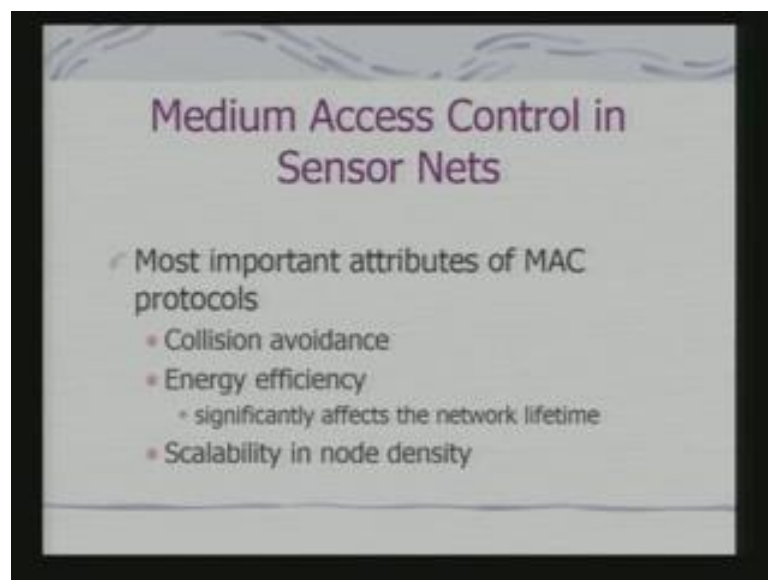 Medium Access Control in
Sensor Nets
Most important attributes of MAC
protocols
Collision avoidance
Energy efficiency
significantly affects the network lifetime
Scalability in node density